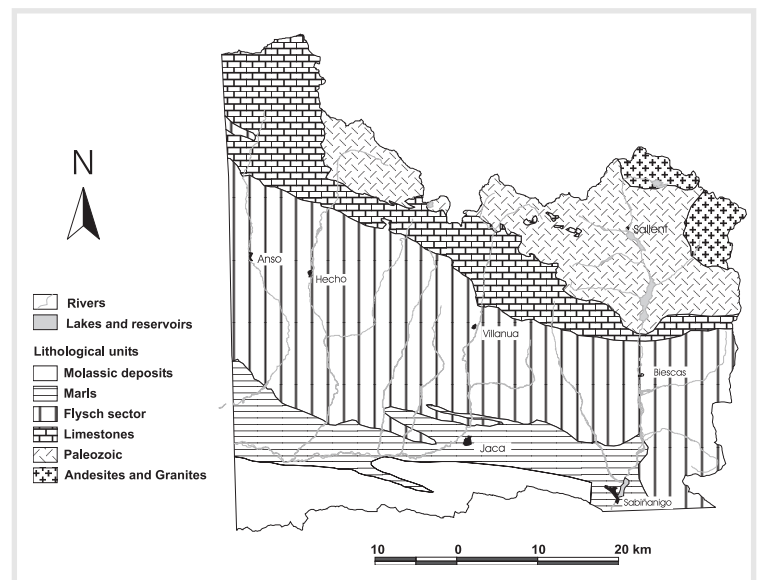 N
Sallent
Anso
Hecho
Villanua
Biescas
Jaca
Sabiñanigo
Rivers
Lakes and reservoirs
Lithological units
Molassic deposits
Marls
Flysch sector
Limestones
Paleozoic
Andesites and Granites
10 0 10 20 km